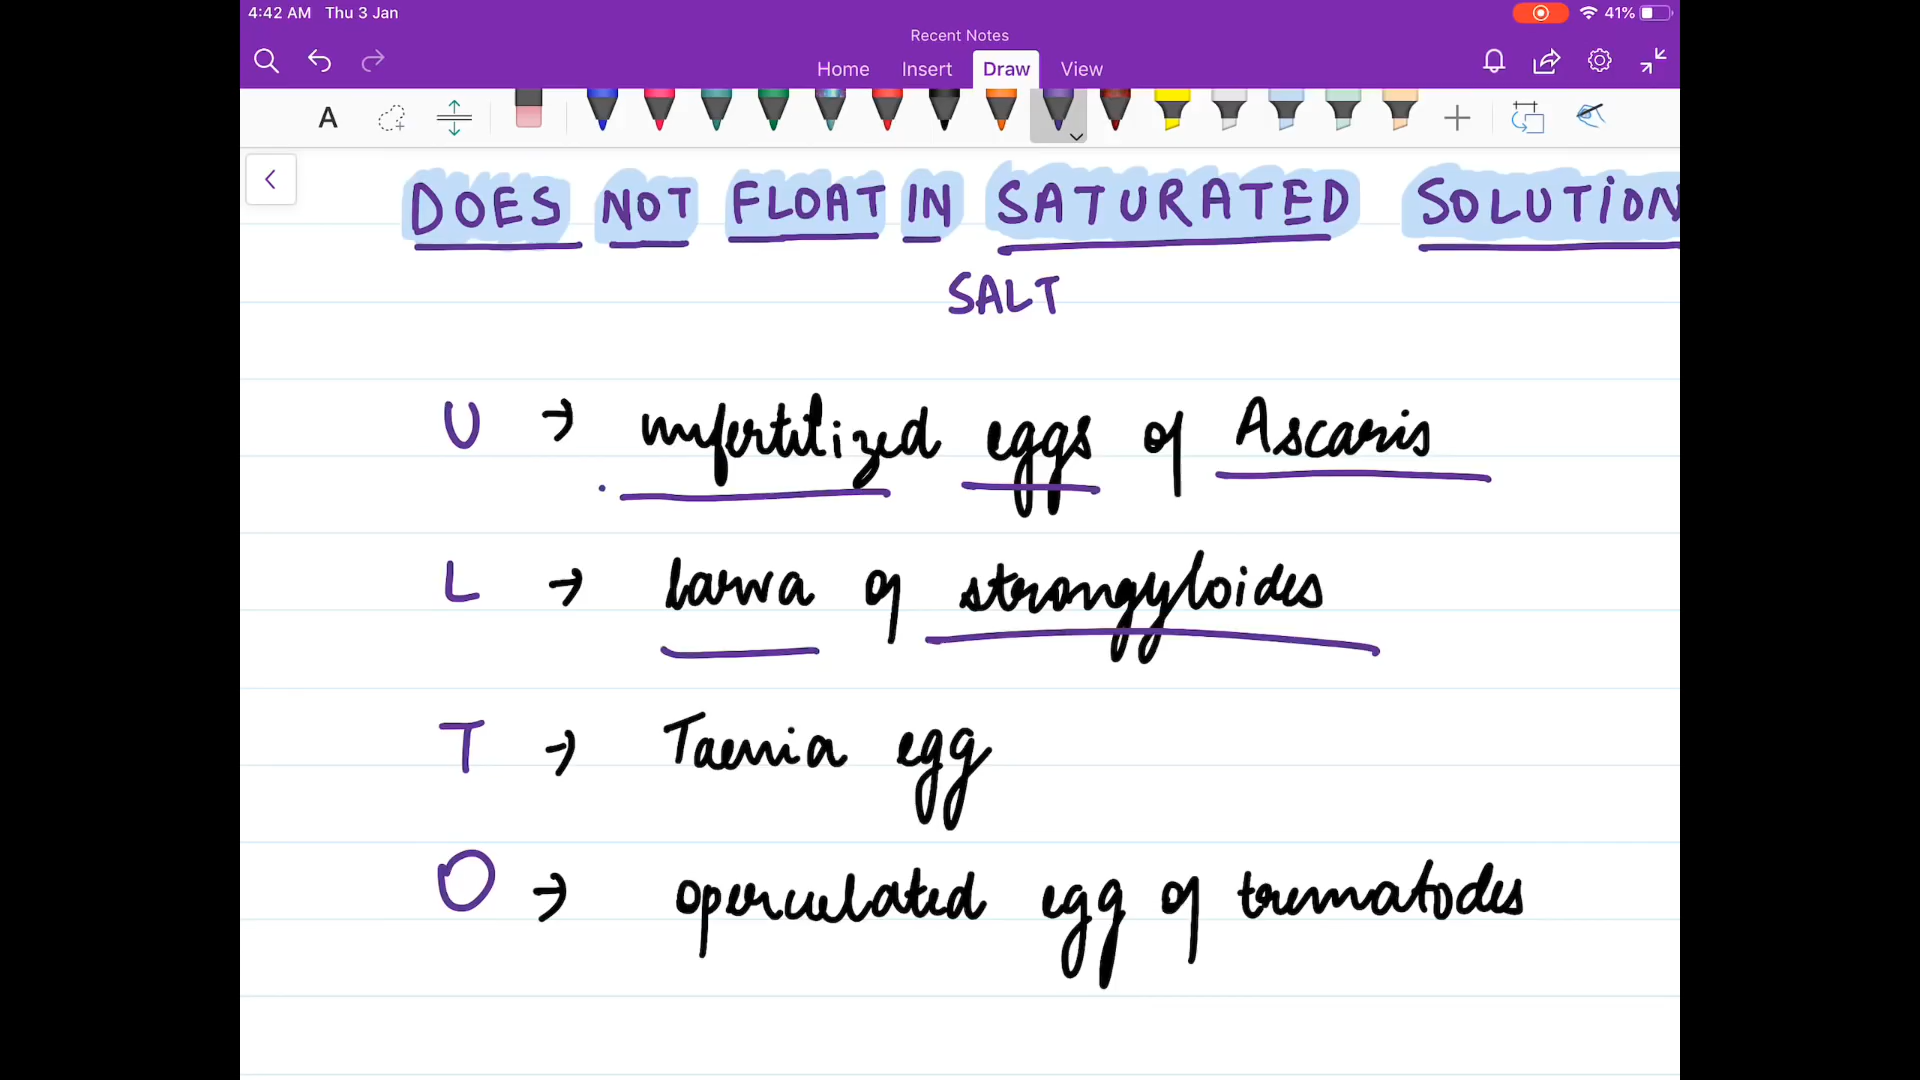 4:42 AM Thu 3 Jan 41%
Recent Notes
Home Insert Draw View
A
DOES NOT FLOAT IN SATURATED SOLUTION
SALT
U → unfertilized eggs of Ascaris
L → larva of strongyloides
T → Taenia egg
O → operculated egg of trematodes